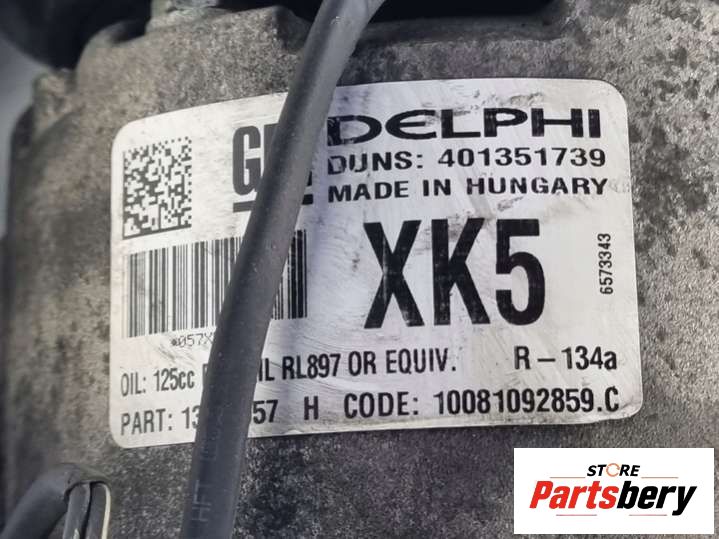 DELPHI
DUNS: 401351739
MADE IN HUNGARY
XK5
6573343
OIL: 125cc RL897 OR EQUIV. R-134a
PART: H CODE: 10081092859.C
STORE
Partsbery